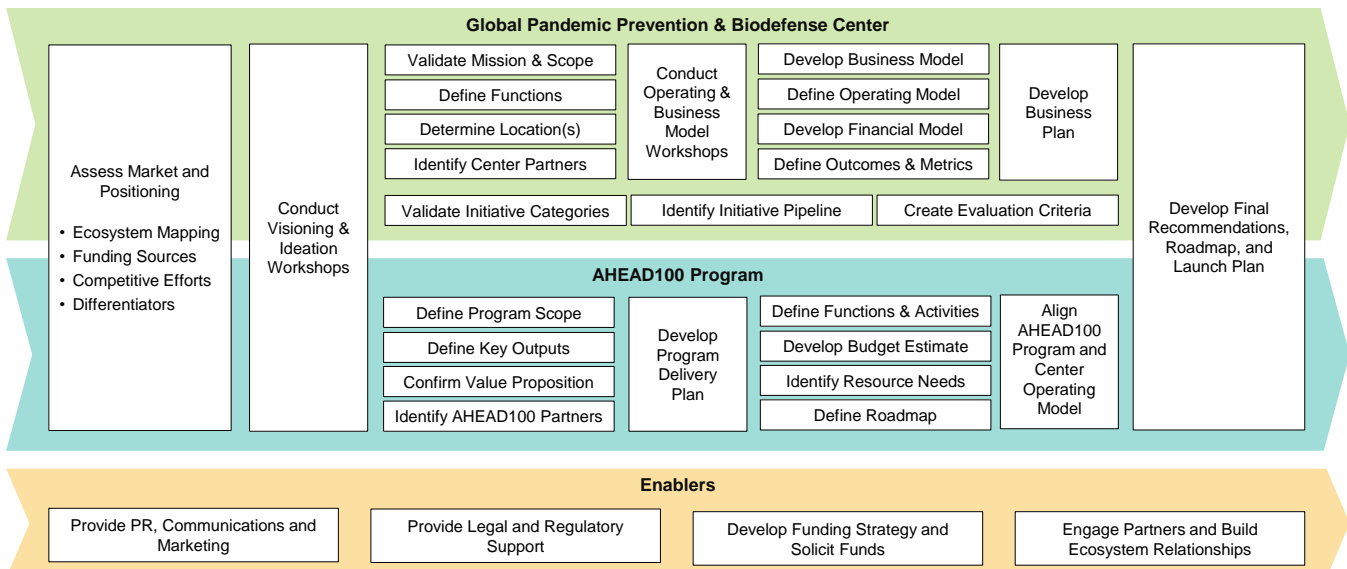 Global Pandemic Prevention & Biodefense Center
Assess Market and
Positioning
• Ecosystem Mapping
• Funding Sources
• Competitive Efforts
• Differentiators
Conduct
Visioning &
Ideation
Workshops
Validate Mission & Scope
Define Functions
Determine Location(s)
Identify Center Partners
Conduct
Operating &
Business
Model
Workshops
Develop Business Model
Define Operating Model
Develop Financial Model
Define Outcomes & Metrics
Develop
Business
Plan
Validate Initiative Categories
Identify Initiative Pipeline
Create Evaluation Criteria
Develop Final
Recommendations,
Roadmap, and
Launch Plan
AHEAD100 Program
Define Program Scope
Define Key Outputs
Confirm Value Proposition
Identify AHEAD100 Partners
Develop
Program
Delivery
Plan
Define Functions & Activities
Develop Budget Estimate
Identify Resource Needs
Define Roadmap
Align
AHEAD100
Program and
Center
Operating
Model
Enablers
Provide PR, Communications and
Marketing
Provide Legal and Regulatory
Support
Develop Funding Strategy and
Solicit Funds
Engage Partners and Build
Ecosystem Relationships